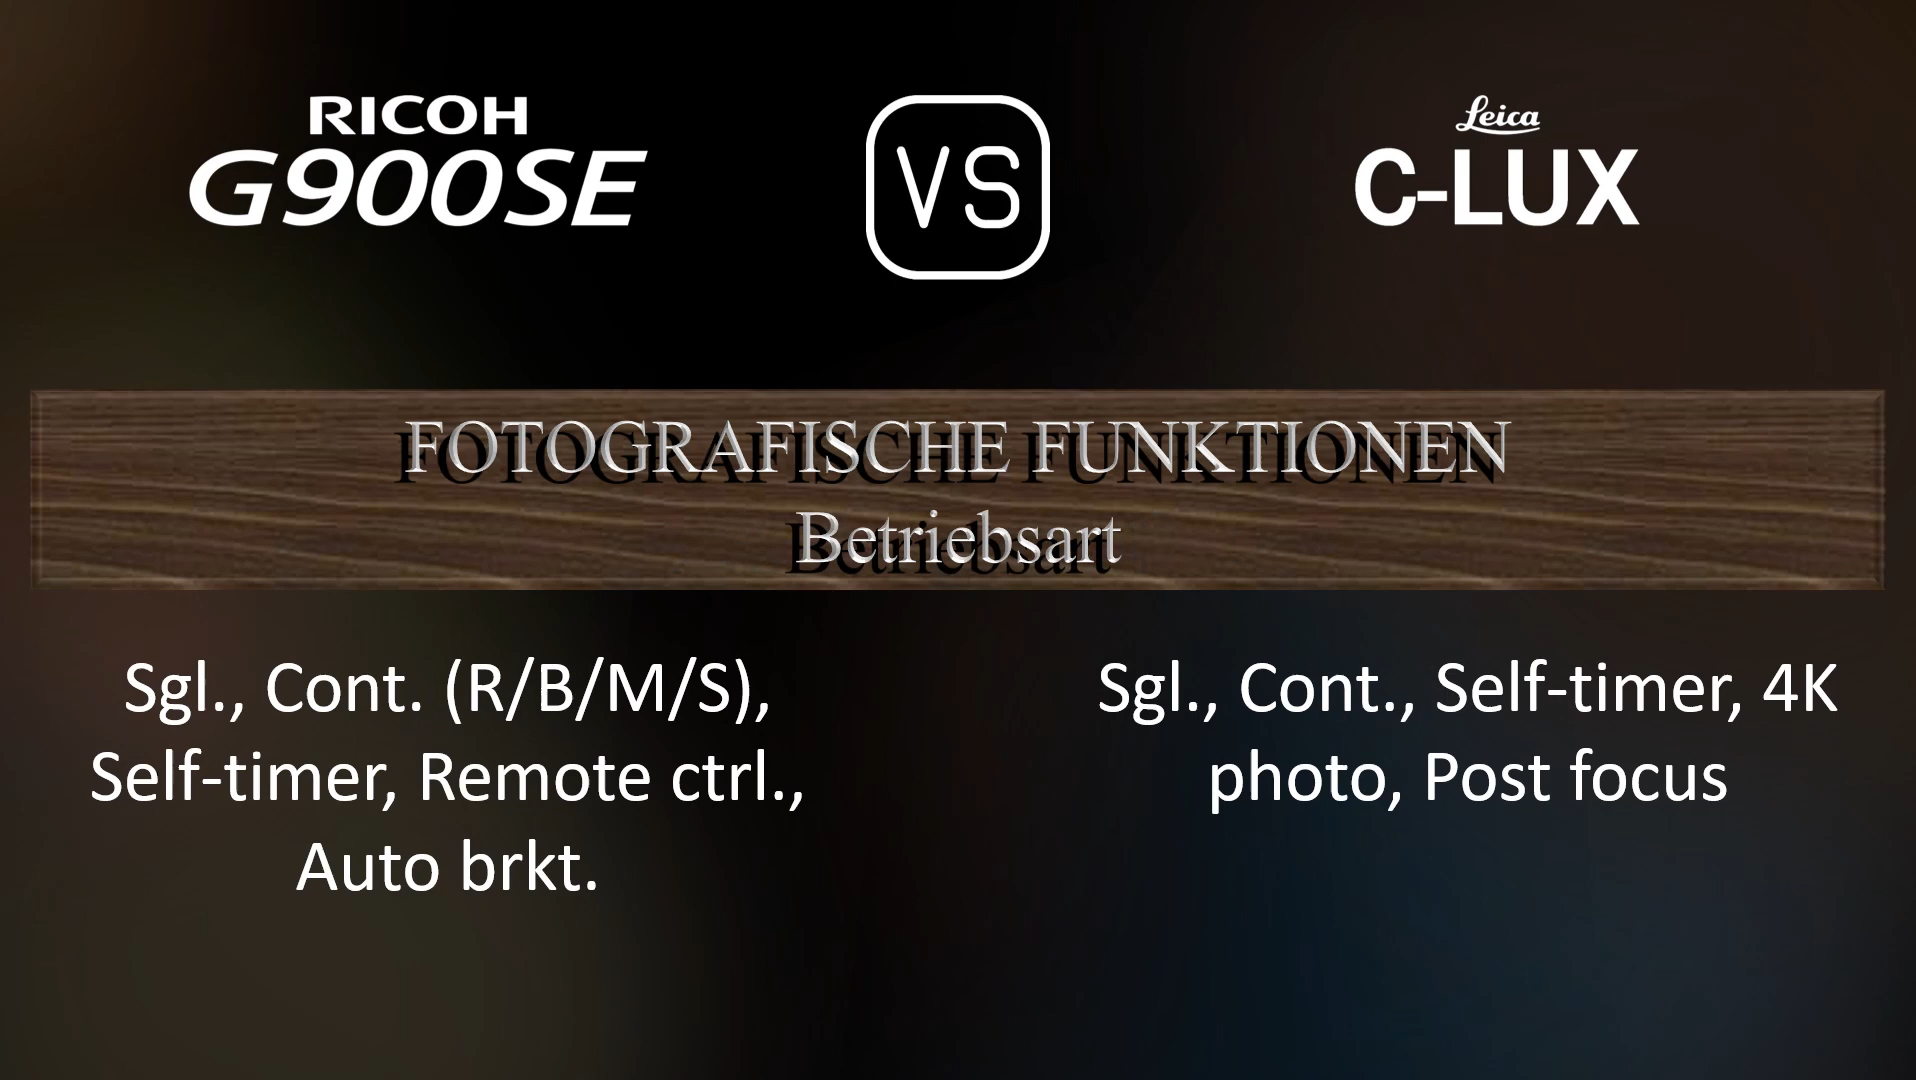 RICOH
G900SE
VS
Leica
C-LUX
FOTOGRAFISCHE FUNKTIONEN
Betriebsart
Sgl., Cont. (R/B/M/S),
Self-timer, Remote ctrl.,
Auto brkt.
Sgl., Cont., Self-timer, 4K
photo, Post focus